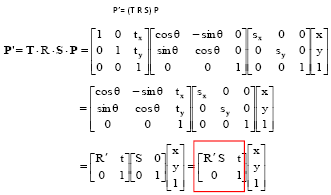 P'= (T R S) P
P'= T · R · S · P = [1 0 t_x; 0 1 t_y; 0 0 1] [cosθ −sinθ 0; sinθ cosθ 0; 0 0 1] [s_x 0 0; 0 s_y 0; 0 0 1] [x; y; 1]
= [cosθ −sinθ t_x; sinθ cosθ t_y; 0 0 1] [s_x 0 0; 0 s_y 0; 0 0 1] [x; y; 1]
= [R′ t; 0 1] [S 0; 0 1] [x; y; 1] = [R′S t; 0 1] [x; y; 1]